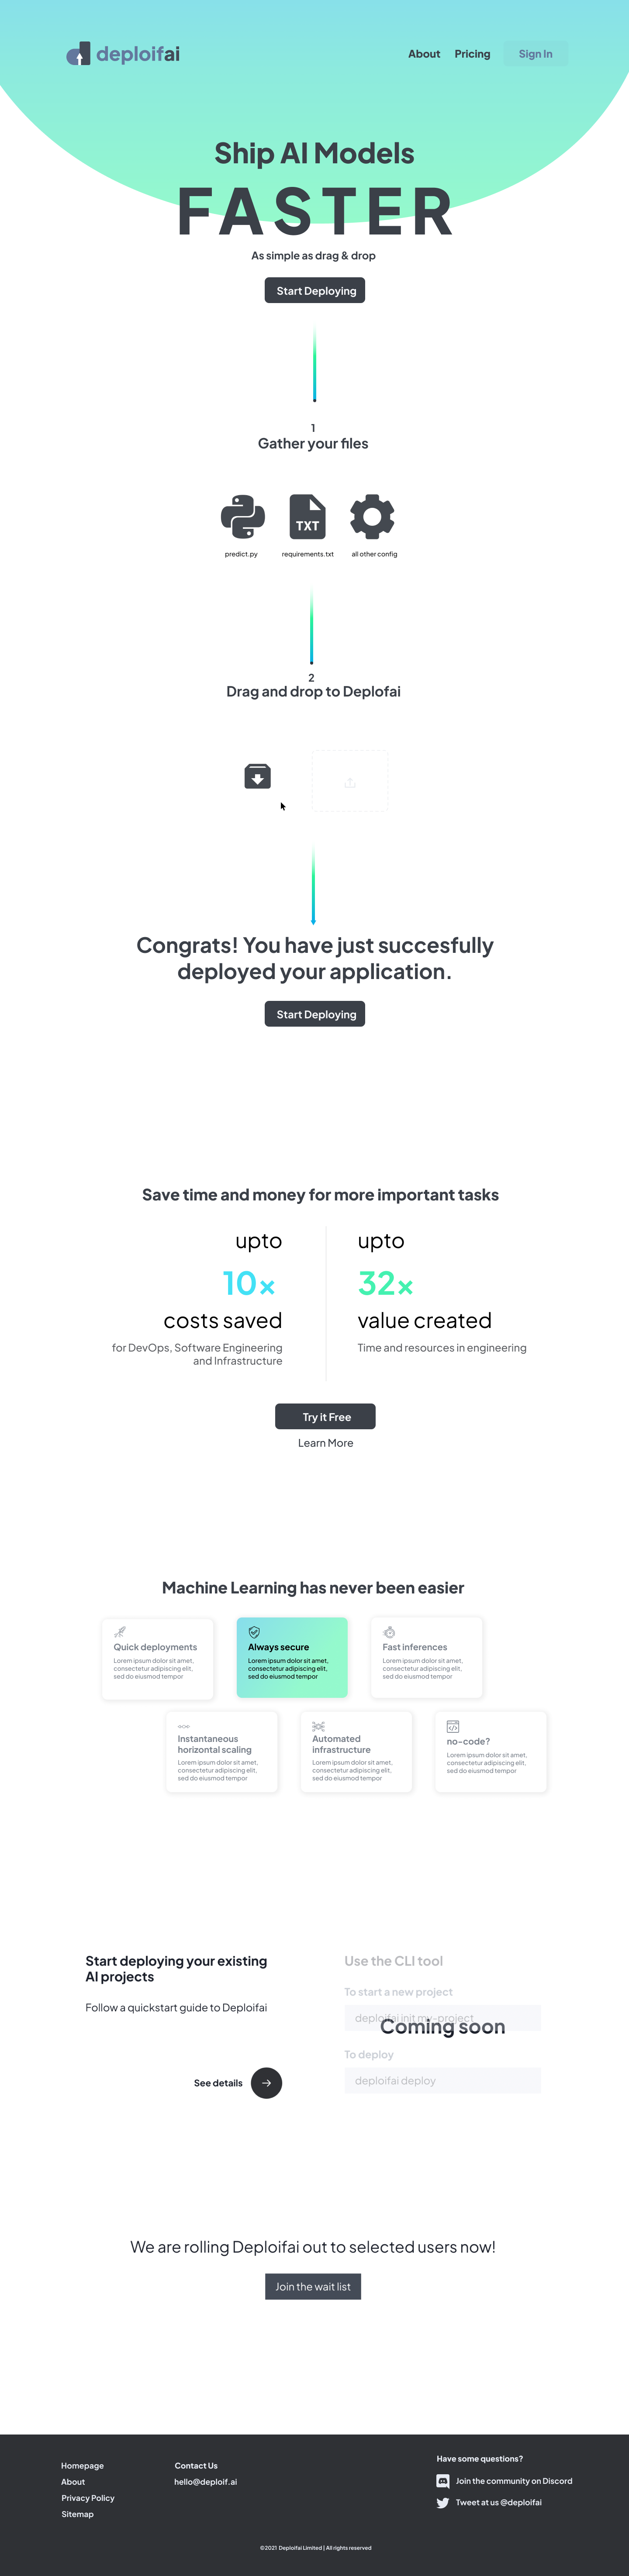 deploifai
About Pricing Sign In
Ship AI Models
FASTER
As simple as drag & drop
Start Deploying
1
Gather your files
TXT
predict.py requirements.txt all other config
2
Drag and drop to Deplofai
Congrats! You have just succesfully
deployed your application.
Start Deploying
Save time and money for more important tasks
upto
10×
costs saved
for DevOps, Software Engineering
and Infrastructure
upto
32×
value created
Time and resources in engineering
Try it Free
Learn More
Machine Learning has never been easier
Quick deployments
Lorem ipsum dolor sit amet,
consectetur adipiscing elit,
sed do eiusmod tempor
Always secure
Lorem ipsum dolor sit amet,
consectetur adipiscing elit,
sed do eiusmod tempor
Fast inferences
Lorem ipsum dolor sit amet,
consectetur adipiscing elit,
sed do eiusmod tempor
Instantaneous
horizontal scaling
Lorem ipsum dolor sit amet,
consectetur adipiscing elit,
sed do eiusmod tempor
Automated
infrastructure
Lorem ipsum dolor sit amet,
consectetur adipiscing elit,
sed do eiusmod tempor
no-code?
Lorem ipsum dolor sit amet,
consectetur adipiscing elit,
sed do eiusmod tempor
Start deploying your existing
AI projects
Follow a quickstart guide to Deploifai
See details
Use the CLI tool
To start a new project
deploifai init my-project
Coming soon
To deploy
deploifai deploy
We are rolling Deploifai out to selected users now!
Join the wait list
Homepage
About
Privacy Policy
Sitemap
Contact Us
hello@deploif.ai
Have some questions?
Join the community on Discord
Tweet at us @deploifai
©2021 Deploifai Limited | All rights reserved